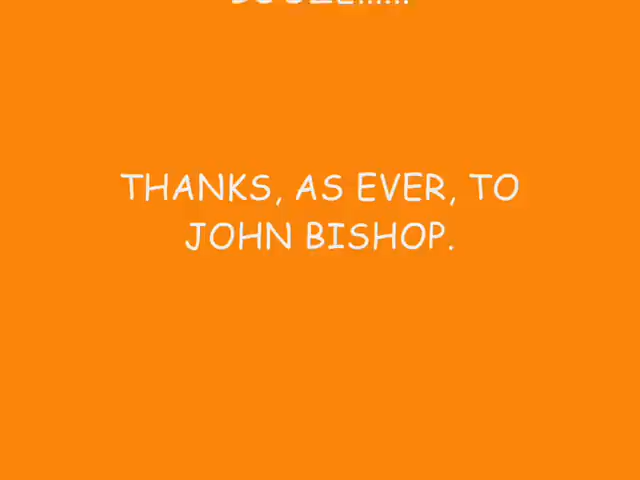 THANKS, AS EVER, TO
JOHN BISHOP.